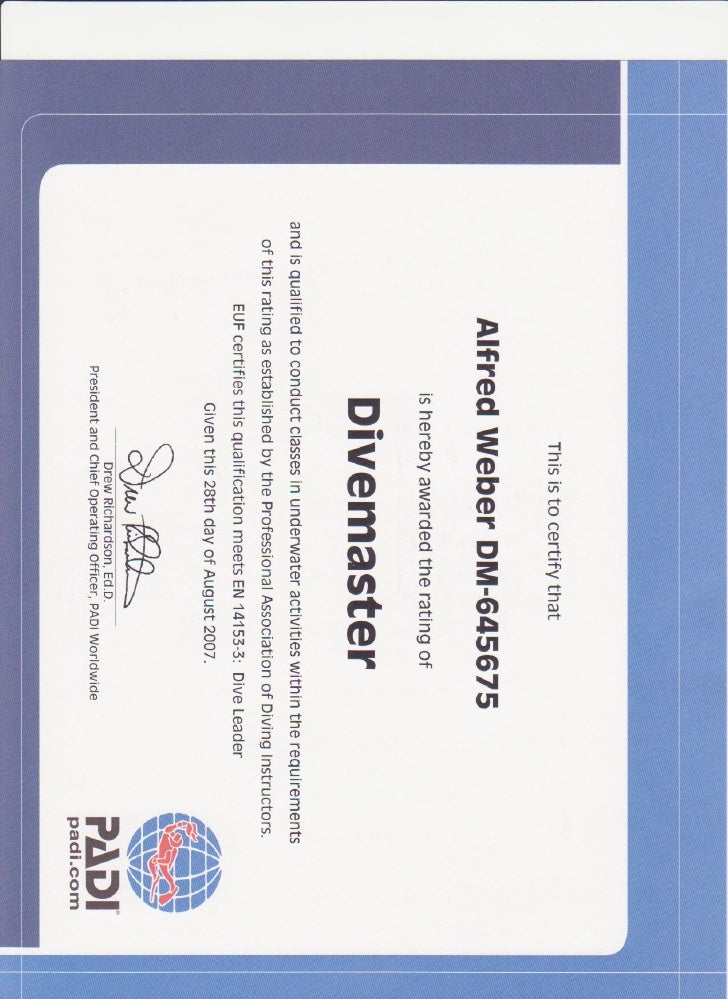 This is to certify that
Alfred Weber DM-645675
is hereby awarded the rating of
Divemaster
and is qualified to conduct classes in underwater activities within the requirements
of this rating as established by the Professional Association of Diving Instructors.
EUF certifies this qualification meets EN 14153-3: Dive Leader
Given this 28th day of August 2007.
Drew Richardson, Ed.D.
President and Chief Operating Officer, PADI Worldwide
PADI®
padi.com